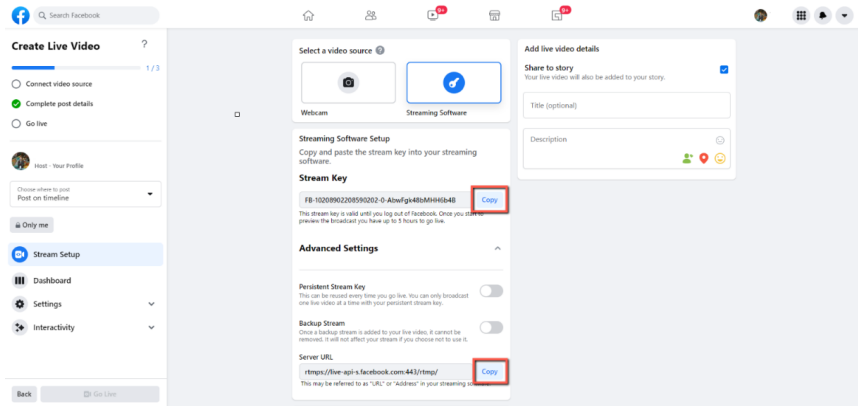 Search Facebook
9+
9+
Create Live Video
?
1 / 3
Connect video source
Complete post details
Go live
Host - Your Profile
Choose where to post
Post on timeline
Only me
Stream Setup
Dashboard
Settings
Interactivity
Back
Go Live
Select a video source ?
Webcam
Streaming Software
Streaming Software Setup
Copy and paste the stream key into your streaming
software.
Stream Key
FB-10208902208590202-0-AbwFgk48bMHH6b4B
Copy
This stream key is valid until you log out of Facebook. Once you start to
preview the broadcast you have up to 5 hours to go live.
Advanced Settings
Persistent Stream Key
This can be reused every time you go live. You can only broadcast
one live video at a time with your persistent stream key.
Backup Stream
Once a backup stream is added to your live video, it cannot be
removed. It will not affect your stream if you choose not to use it.
Server URL
rtmps://live-api-s.facebook.com:443/rtmp/
Copy
This may be referred to as "URL" or "Address" in your streaming software.
Add live video details
Share to story
Your live video will also be added to your story.
Title (optional)
Description